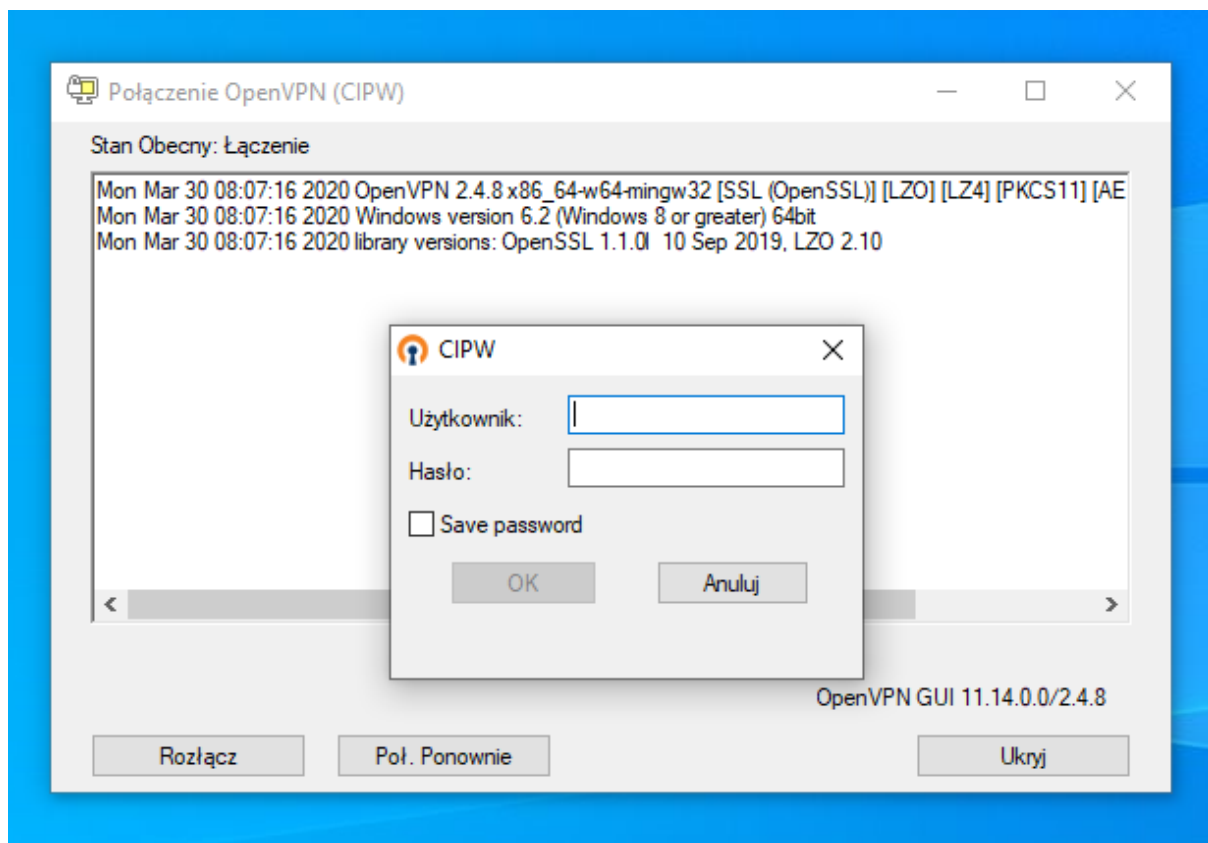 Połączenie OpenVPN (CIPW)
Stan Obecny: Łączenie
Mon Mar 30 08:07:16 2020 OpenVPN 2.4.8 x86_64-w64-mingw32 [SSL (OpenSSL)] [LZO] [LZ4] [PKCS11] [AE
Mon Mar 30 08:07:16 2020 Windows version 6.2 (Windows 8 or greater) 64bit
Mon Mar 30 08:07:16 2020 library versions: OpenSSL 1.1.0l 10 Sep 2019, LZO 2.10
CIPW
Użytkownik:
Hasło:
Save password
OK Anuluj
OpenVPN GUI 11.14.0.0/2.4.8
Rozłącz Poł. Ponownie Ukryj